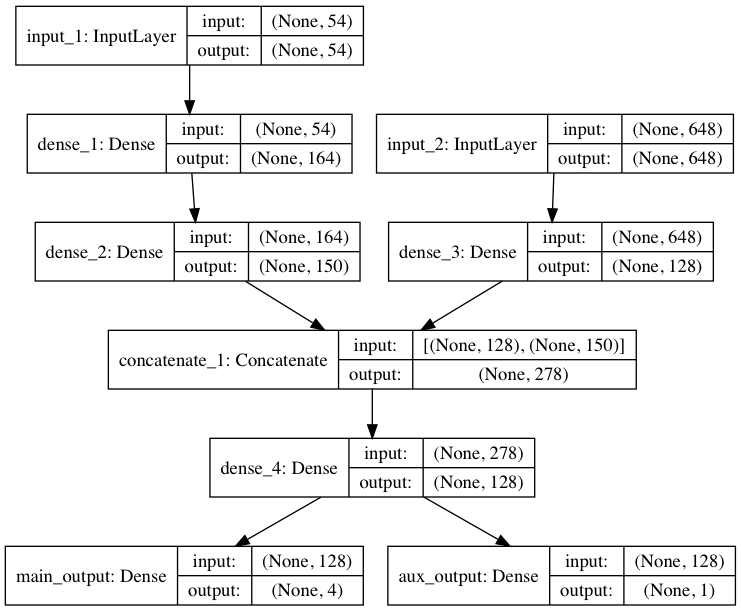 input_1: InputLayer
input: (None, 54)
output: (None, 54)
dense_1: Dense
input: (None, 54)
output: (None, 164)
input_2: InputLayer
input: (None, 648)
output: (None, 648)
dense_2: Dense
input: (None, 164)
output: (None, 150)
dense_3: Dense
input: (None, 648)
output: (None, 128)
concatenate_1: Concatenate
input: [(None, 128), (None, 150)]
output: (None, 278)
dense_4: Dense
input: (None, 278)
output: (None, 128)
main_output: Dense
input: (None, 128)
output: (None, 4)
aux_output: Dense
input: (None, 128)
output: (None, 1)